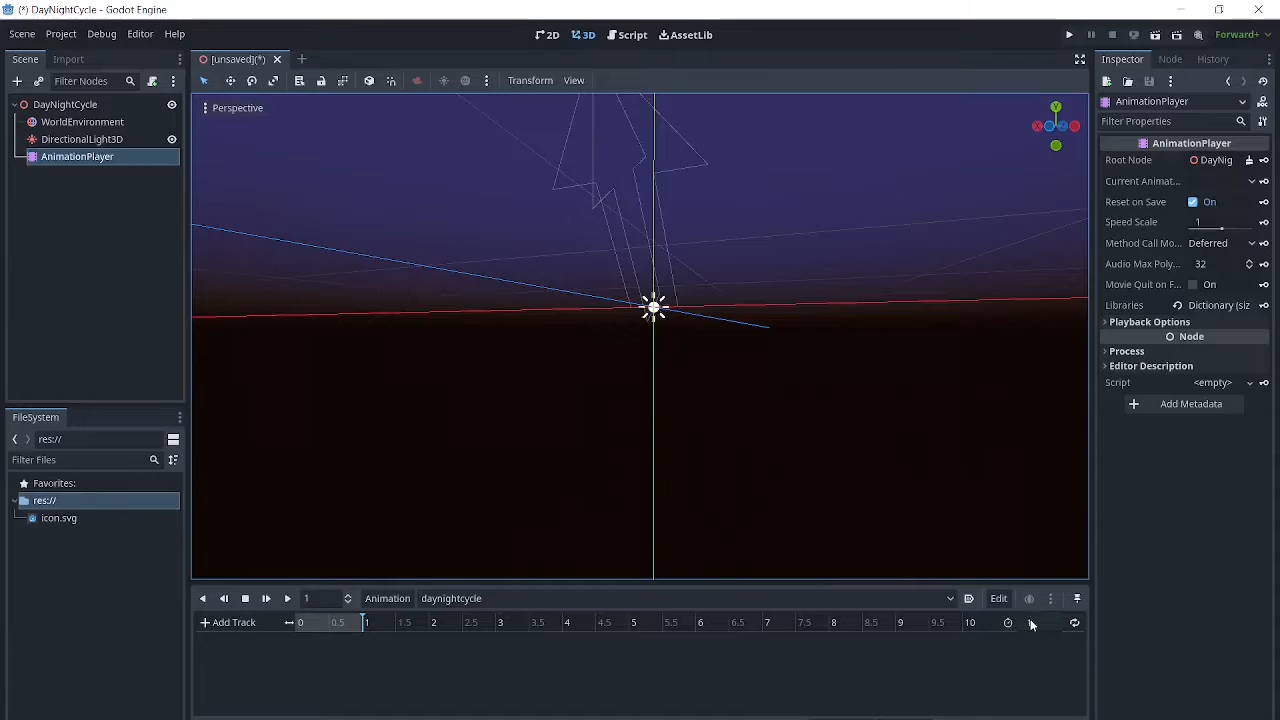 (*) DayNightCycle - Godot Engine
Scene Project Debug Editor Help
2D 3D Script AssetLib
Forward+
Scene Import
Filter Nodes
DayNightCycle
WorldEnvironment
DirectionalLight3D
AnimationPlayer
FileSystem
res://
Filter Files
Favorites:
res://
icon.svg
[unsaved](*)
Transform View
Perspective
Y
X
Z
1 Animation daynightcycle Edit
Add Track 0 0.5 1 1.5 2 2.5 3 3.5 4 4.5 5 5.5 6 6.5 7 7.5 8 8.5 9 9.5 10
Inspector Node History
AnimationPlayer
Filter Properties
AnimationPlayer
Root Node DayNig
Current Animat...
Reset on Save On
Speed Scale 1
Method Call Mo... Deferred
Audio Max Poly... 32
Movie Quit on F... On
Libraries Dictionary (siz
Playback Options
Node
Process
Editor Description
Script <empty>
Add Metadata